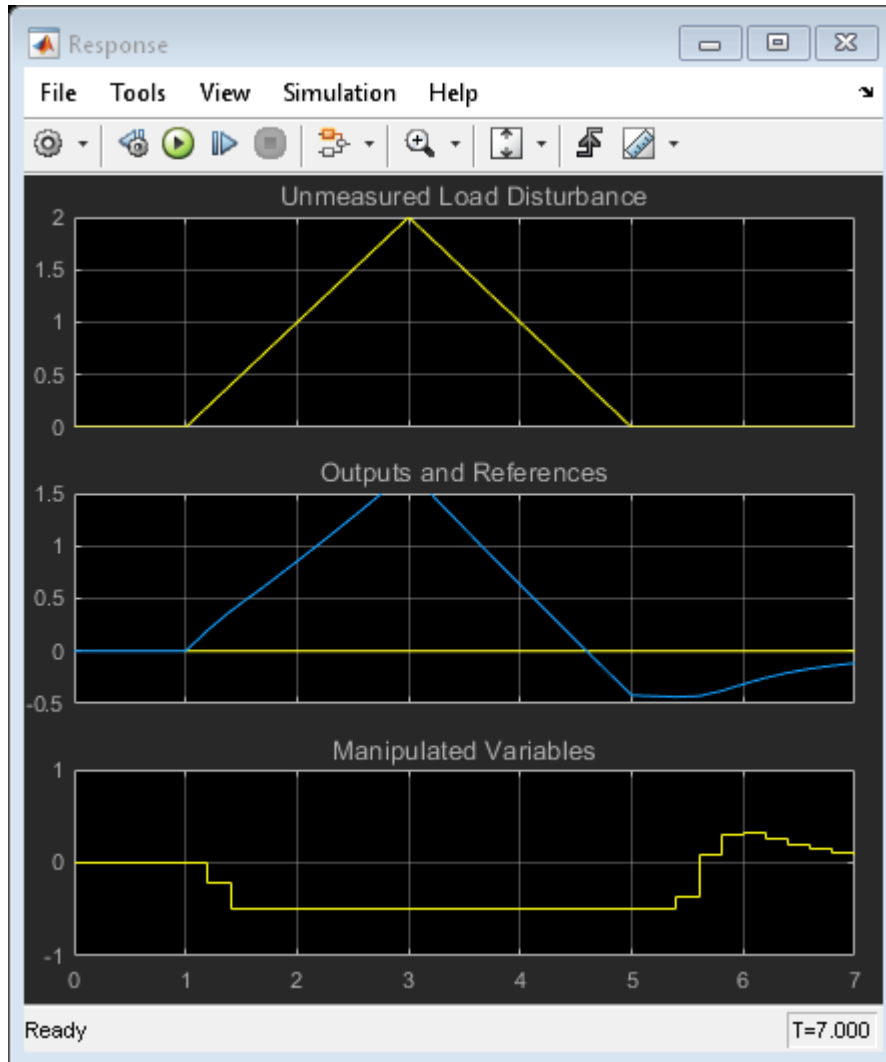 Response
File Tools View Simulation Help
Unmeasured Load Disturbance
2
1.5
1
0.5
0
Outputs and References
1.5
1
0.5
0
-0.5
Manipulated Variables
1
0
-1
0 1 2 3 4 5 6 7
Ready T=7.000